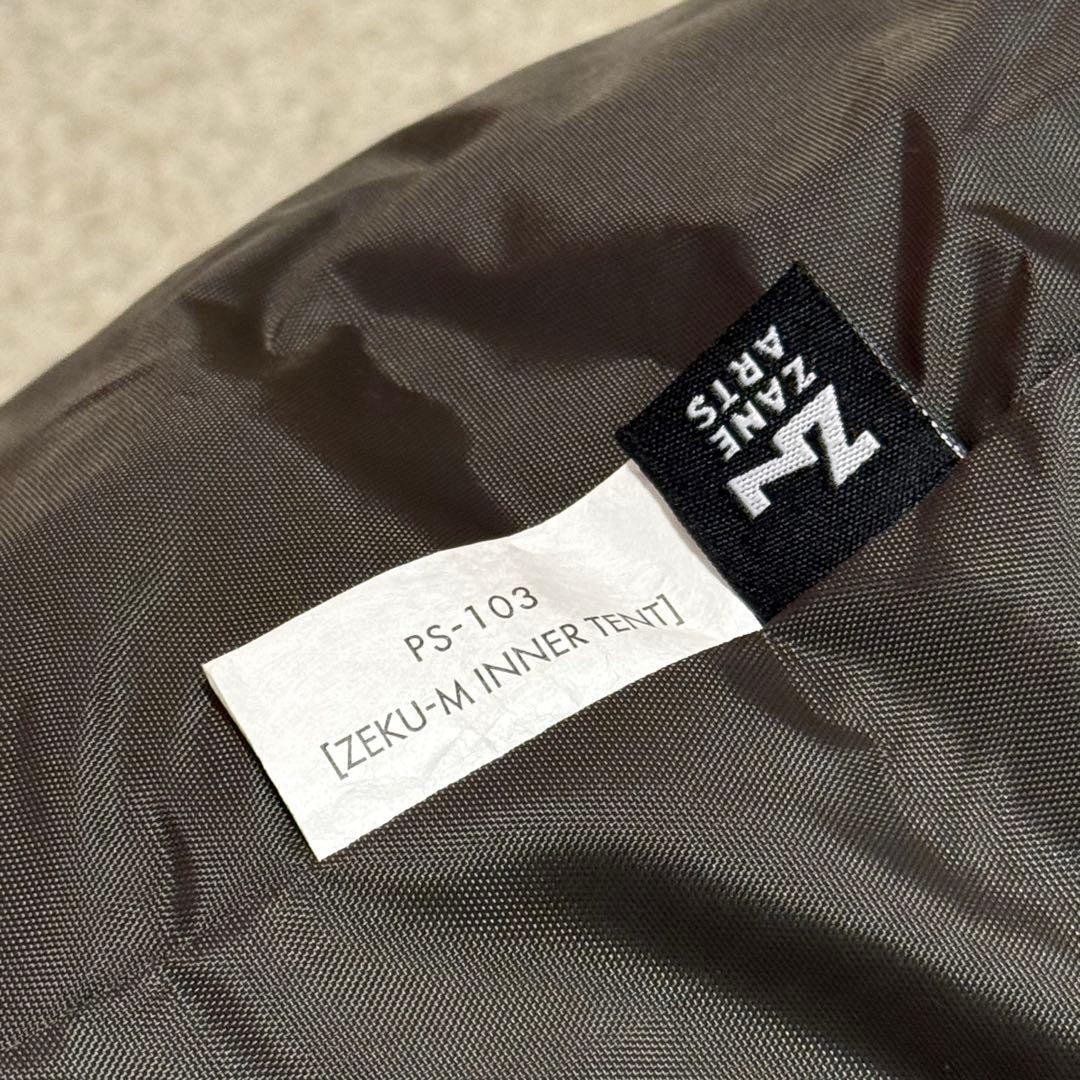 ZANE
ARTS
PS-103
[ZEKU-M INNER TENT]